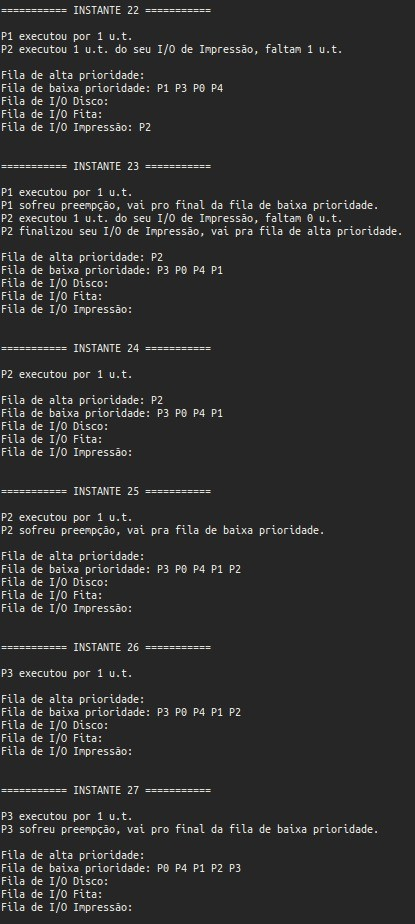 =========== INSTANTE 22 ===========
P1 executou por 1 u.t.
P2 executou 1 u.t. do seu I/O de Impressão, faltam 1 u.t.
Fila de alta prioridade:
Fila de baixa prioridade: P1 P3 P0 P4
Fila de I/O Disco:
Fila de I/O Fita:
Fila de I/O Impressão: P2
=========== INSTANTE 23 ===========
P1 executou por 1 u.t.
P1 sofreu preempção, vai pro final da fila de baixa prioridade.
P2 executou 1 u.t. do seu I/O de Impressão, faltam 0 u.t.
P2 finalizou seu I/O de Impressão, vai pra fila de alta prioridade.
Fila de alta prioridade: P2
Fila de baixa prioridade: P3 P0 P4 P1
Fila de I/O Disco:
Fila de I/O Fita:
Fila de I/O Impressão:
=========== INSTANTE 24 ===========
P2 executou por 1 u.t.
Fila de alta prioridade: P2
Fila de baixa prioridade: P3 P0 P4 P1
Fila de I/O Disco:
Fila de I/O Fita:
Fila de I/O Impressão:
=========== INSTANTE 25 ===========
P2 executou por 1 u.t.
P2 sofreu preempção, vai pra fila de baixa prioridade.
Fila de alta prioridade:
Fila de baixa prioridade: P3 P0 P4 P1 P2
Fila de I/O Disco:
Fila de I/O Fita:
Fila de I/O Impressão:
=========== INSTANTE 26 ===========
P3 executou por 1 u.t.
Fila de alta prioridade:
Fila de baixa prioridade: P3 P0 P4 P1 P2
Fila de I/O Disco:
Fila de I/O Fita:
Fila de I/O Impressão:
=========== INSTANTE 27 ===========
P3 executou por 1 u.t.
P3 sofreu preempção, vai pro final da fila de baixa prioridade.
Fila de alta prioridade:
Fila de baixa prioridade: P0 P4 P1 P2 P3
Fila de I/O Disco:
Fila de I/O Fita:
Fila de I/O Impressão: